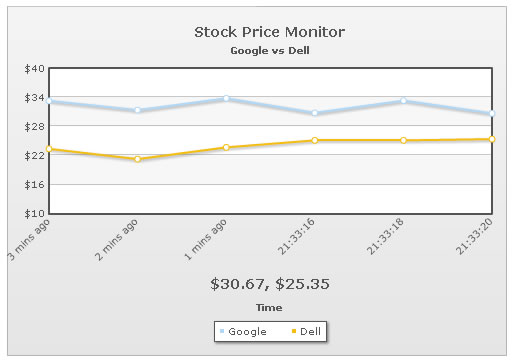 Stock Price Monitor
Google vs Dell
$40
$34
$28
$22
$16
$10
3 mins ago
2 mins ago
1 mins ago
21:33:16
21:33:18
21:33:20
$30.67, $25.35
Time
Google
Dell